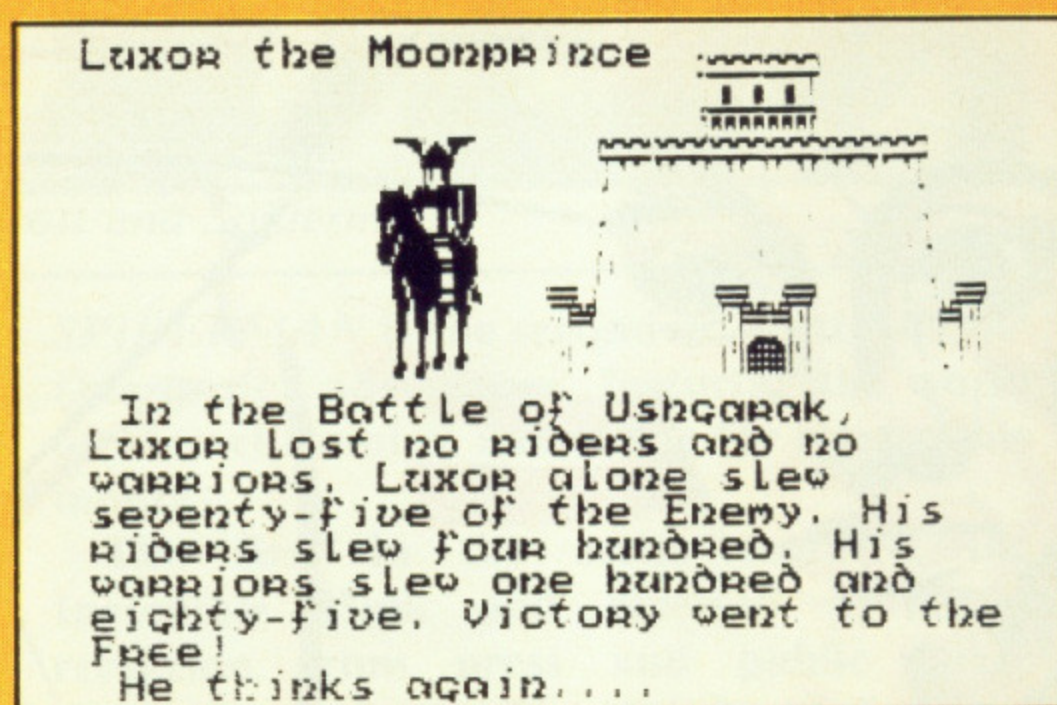 Luxor the Moonprince
In the Battle of Ushgarak,
Luxor lost no riders and no
warriors. Luxor alone slew
seventy-five of the Enemy. His
riders slew four hundred. His
warriors slew one hundred and
eighty-five. Victory went to the
Free!
He thinks again....